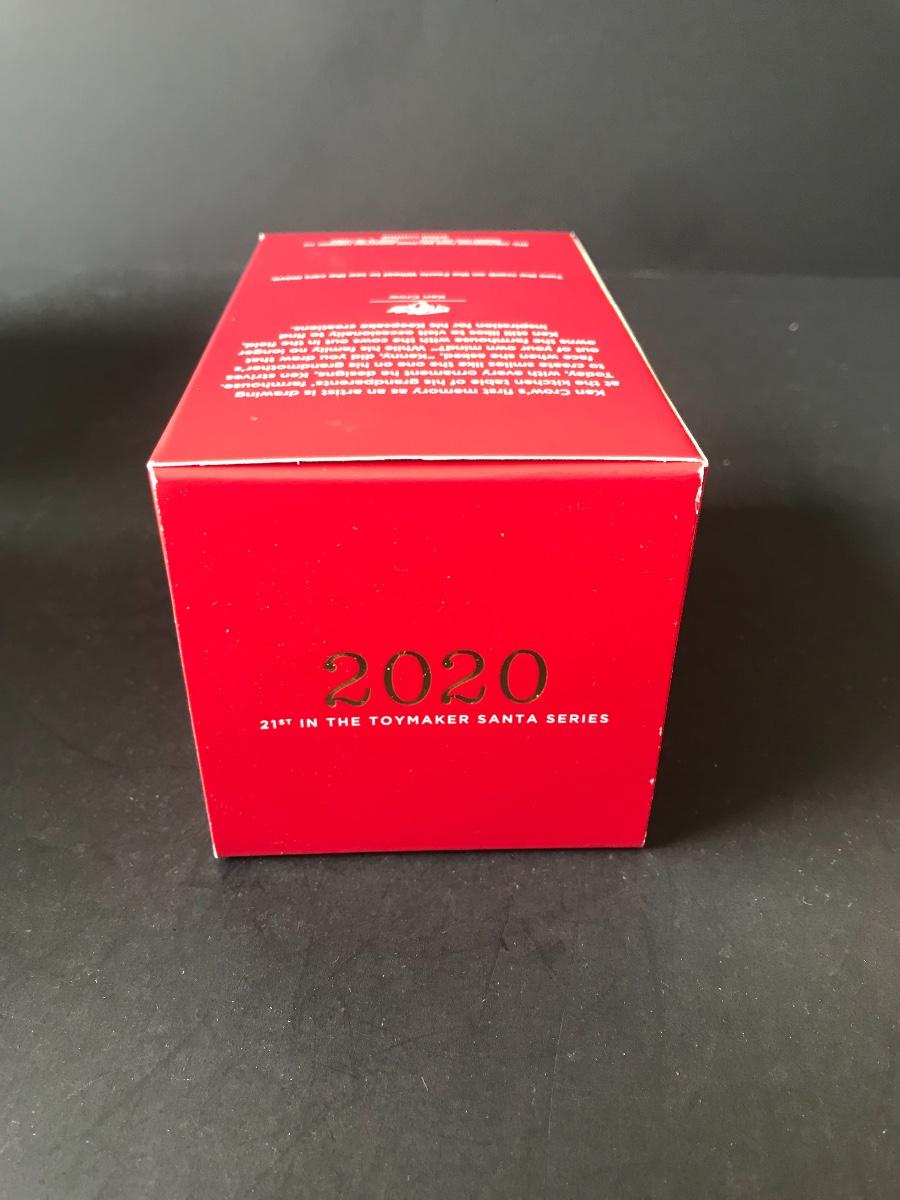 2020
21ST IN THE TOYMAKER SANTA SERIES
Ken Crow's first memory as an artist is drawing
at the kitchen table of his grandparents' farmhouse.
Today, with every ornament he designs, Ken strives
to create smiles like the one on his grandmother's
face when she asked, "Kenny, did you draw that
out of your mind?" While his family no longer
owns the farmhouse with the cows out in the field,
Ken still likes to visit occasionally to find
inspiration for his Keepsake creations.
Ken Crow